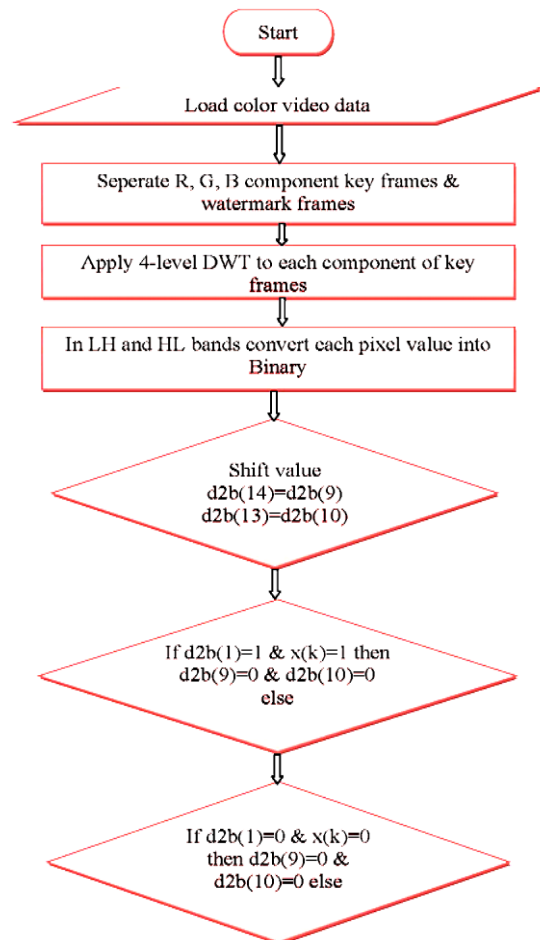 Start
Load color video data
Seperate R, G, B component key frames &
watermark frames
Apply 4-level DWT to each component of key
frames
In LH and HL bands convert each pixel value into
Binary
Shift value
d2b(14)=d2b(9)
d2b(13)=d2b(10)
If d2b(1)=1 & x(k)=1 then
d2b(9)=0 & d2b(10)=0
else
If d2b(1)=0 & x(k)=0
then d2b(9)=0 &
d2b(10)=0 else